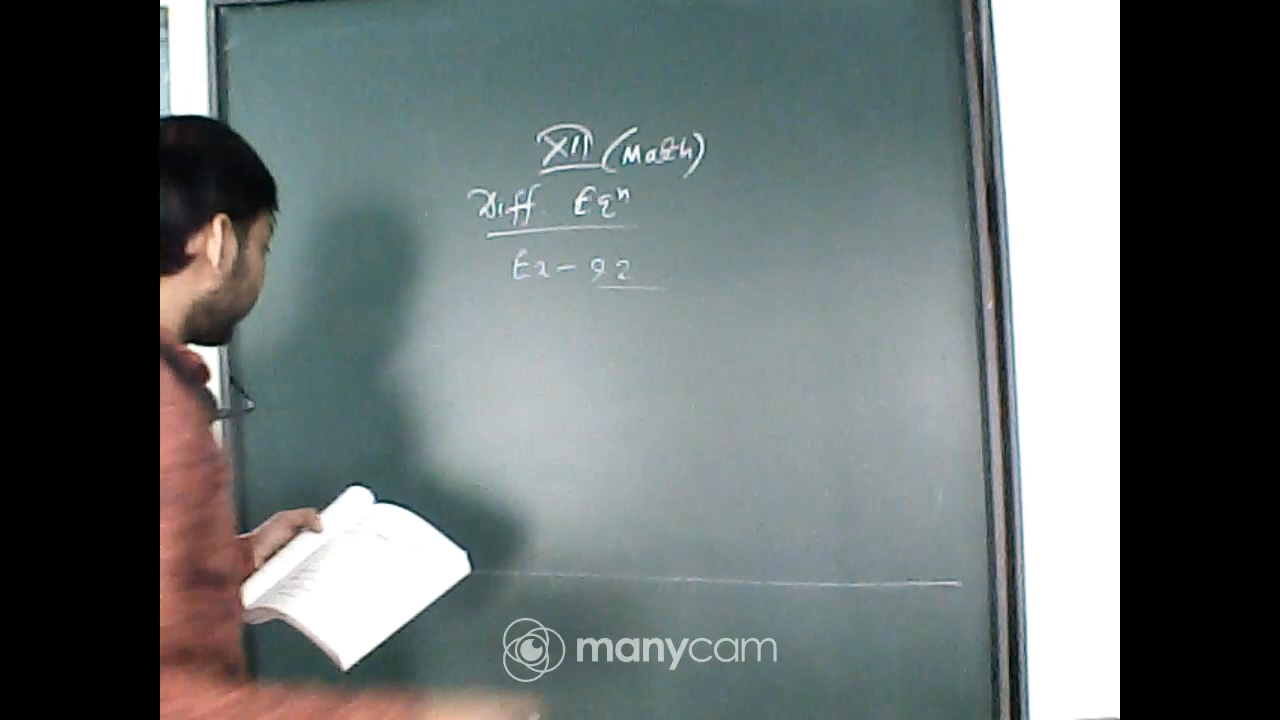 XII (Math)
Diff. Eqn
Ex - 9.2
manycam